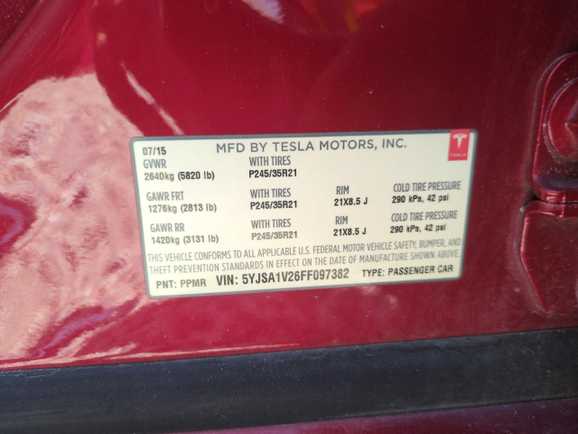 07/15 MFD BY TESLA MOTORS, INC.
GVWR WITH TIRES
2640kg (5820 lb) P245/35R21
GAWR FRT WITH TIRES RIM COLD TIRE PRESSURE
1276kg (2813 lb) P245/35R21 21X8.5 J 290 kPa, 42 psi
GAWR RR WITH TIRES RIM COLD TIRE PRESSURE
1420kg (3131 lb) P245/35R21 21X8.5 J 290 kPa, 42 psi
THIS VEHICLE CONFORMS TO ALL APPLICABLE U.S. FEDERAL MOTOR VEHICLE SAFETY, BUMPER, AND
THEFT PREVENTION STANDARDS IN EFFECT ON THE DATE OF MANUFACTURE SHOWN ABOVE.
PNT: PPMR VIN: 5YJSA1V26FF097382 TYPE: PASSENGER CAR
TESLA